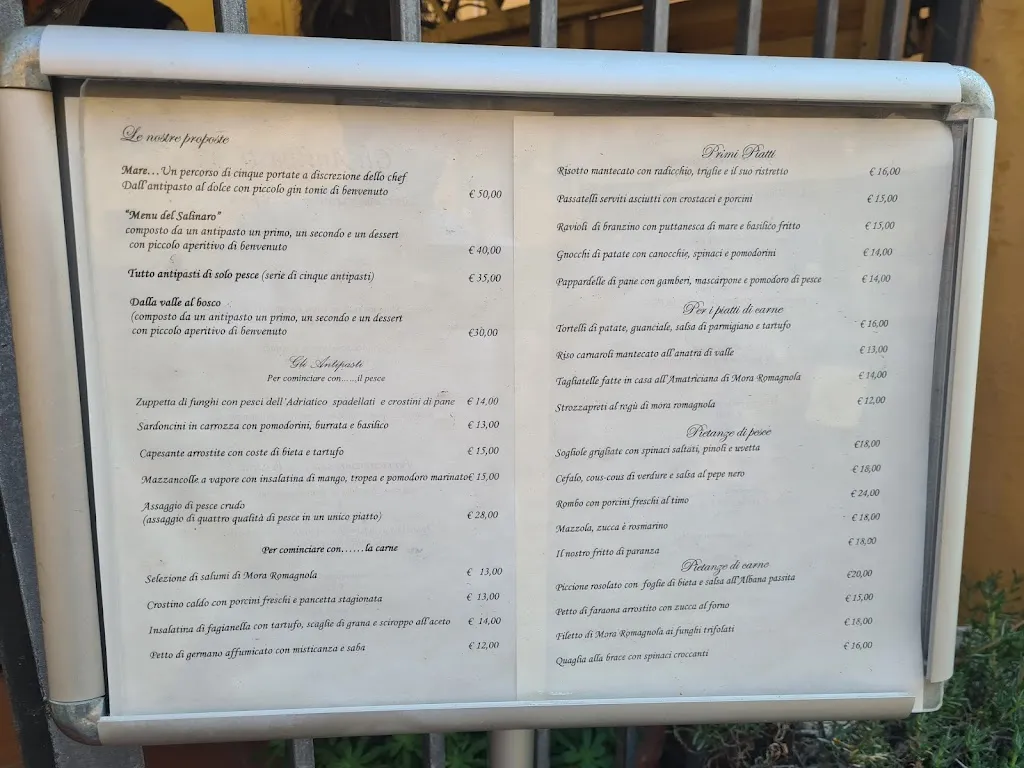 Le nostre proposte
Mare...Un percorso di cinque portate a discrezione dello chef
Dall'antipasto al dolce con piccolo gin tonic di benvenuto € 50,00
"Menu del Salinaro"
composto da un antipasto un primo, un secondo e un dessert
con piccolo aperitivo di benvenuto € 40,00
Tutto antipasti di solo pesce (serie di cinque antipasti) € 35,00
Dalla valle al bosco
(composto da un antipasto un primo, un secondo e un dessert
con piccolo aperitivo di benvenuto €30,00
Gli Antipasti
Per cominciare con......il pesce
Zuppetta di funghi con pesci dell'Adriatico spadellati e crostini di pane € 14,00
Sardoncini in carrozza con pomodorini, burrata e basilico € 13,00
Capesante arrostite con coste di bieta e tartufo € 15,00
Mazzancolle a vapore con insalatina di mango, tropea e pomodoro marinato€ 15,00
Assaggio di pesce crudo
(assaggio di quattro qualità di pesce in un unico piatto) € 28,00
Per cominciare con......la carne
Selezione di salumi di Mora Romagnola € 13,00
Crostino caldo con porcini freschi e pancetta stagionata € 13,00
Insalatina di fagianella con tartufo, scaglie di grana e sciroppo all'aceto € 14,00
Petto di germano affumicato con misticanza e saba € 12,00
Primi Piatti
Risotto mantecato con radicchio, triglie e il suo ristretto € 16,00
Passatelli serviti asciutti con crostacei e porcini € 15,00
Ravioli di branzino con puttanesca di mare e basilico fritto € 15,00
Gnocchi di patate con canocchie, spinaci e pomodorini € 14,00
Pappardelle di pane con gamberi, mascarpone e pomodoro di pesce € 14,00
Per i piatti di carne
Tortelli di patate, guanciale, salsa di parmigiano e tartufo € 16,00
Riso carnaroli mantecato all'anatra di valle € 13,00
Tagliatelle fatte in casa all'Amatriciana di Mora Romagnola € 14,00
Strozzapreti al ragù di mora romagnola € 12,00
Pietanze di pesce
Sogliole grigliate con spinaci saltati, pinoli e uvetta €18,00
Cefalo, cous-cous di verdure e salsa al pepe nero € 18,00
Rombo con porcini freschi al timo € 24,00
Mazzola, zucca è rosmarino € 18,00
Il nostro fritto di paranza € 18,00
Pietanze di carne
Piccione rosolato con foglie di bieta e salsa all'Albana passita €20,00
Petto di faraona arrostito con zucca al forno € 15,00
Filetto di Mora Romagnola ai funghi trifolati € 18,00
Quaglia alla brace con spinaci croccanti € 16,00